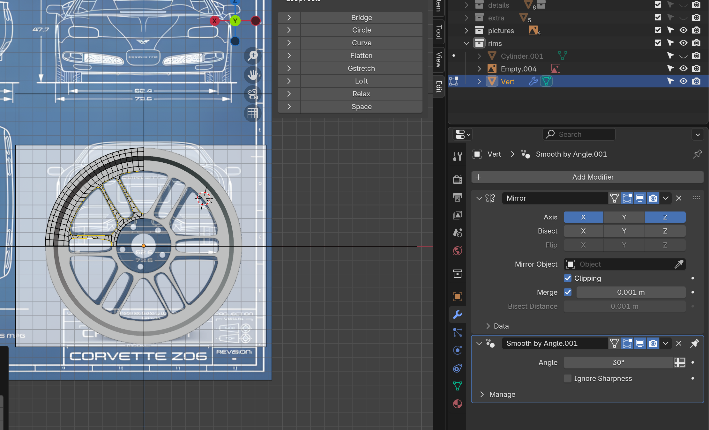 details
6
extra
5
pictures
rims
Cylinder.001
Empty.004
Vert
Item
Tool
View
Edit
Bridge
Circle
Curve
Flatten
Gstretch
Loft
Relax
Space
X
Y
47.7
Search
Vert
Smooth by Angle.001
Add Modifier
Mirror
Axis X Y Z
Bisect X Y Z
Flip X Y Z
Mirror Object Object
Clipping
Merge 0.001 m
Bisect Distance 0.001 m
Data
Smooth by Angle.001
Angle 30°
Ignore Sharpness
Manage
CORVETTE Z06
REVISION: